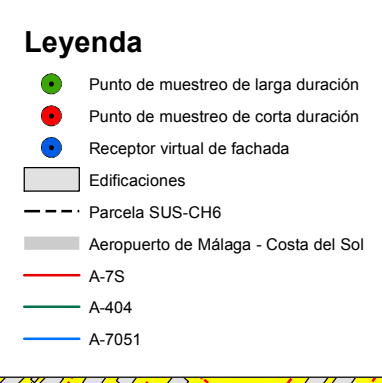 Leyenda
Punto de muestreo de larga duración
Punto de muestreo de corta duración
Receptor virtual de fachada
Edificaciones
Parcela SUS-CH6
Aeropuerto de Málaga - Costa del Sol
A-7S
A-404
A-7051